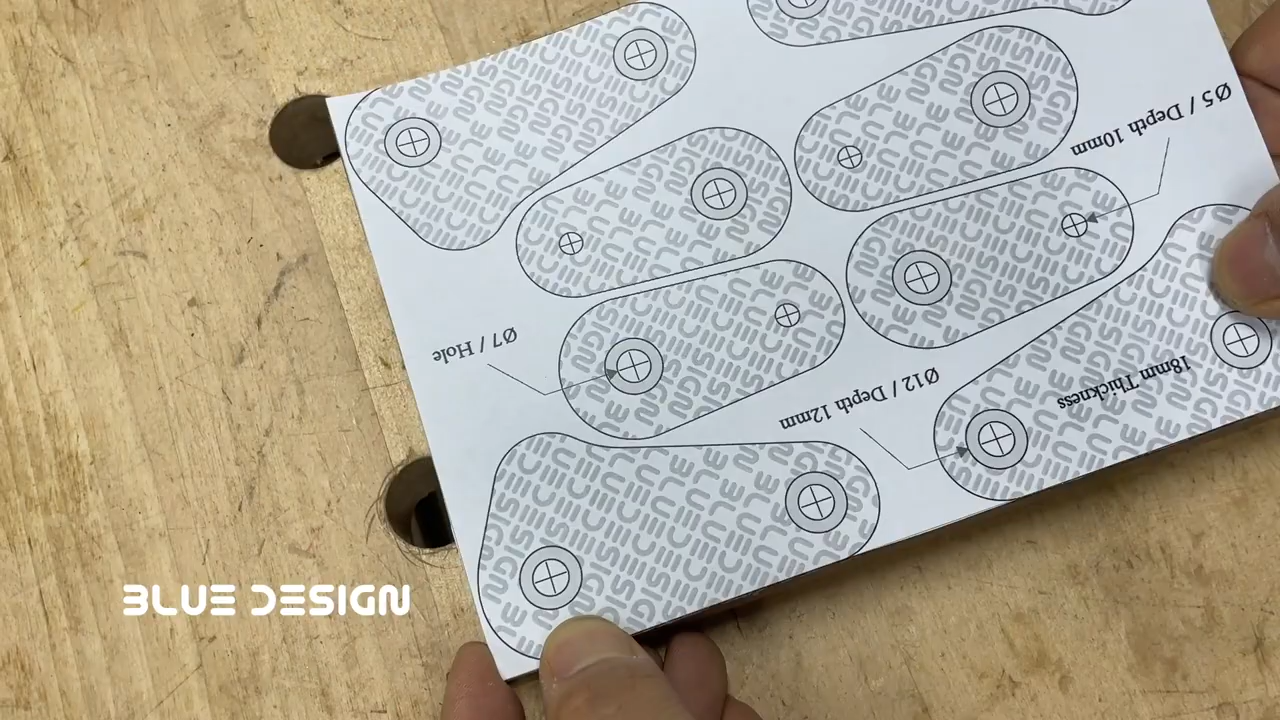 Ø5 / Depth 10mm
Ø7 / Hole
18mm Thickness
Ø12 / Depth 12mm
BLUE DESIGN